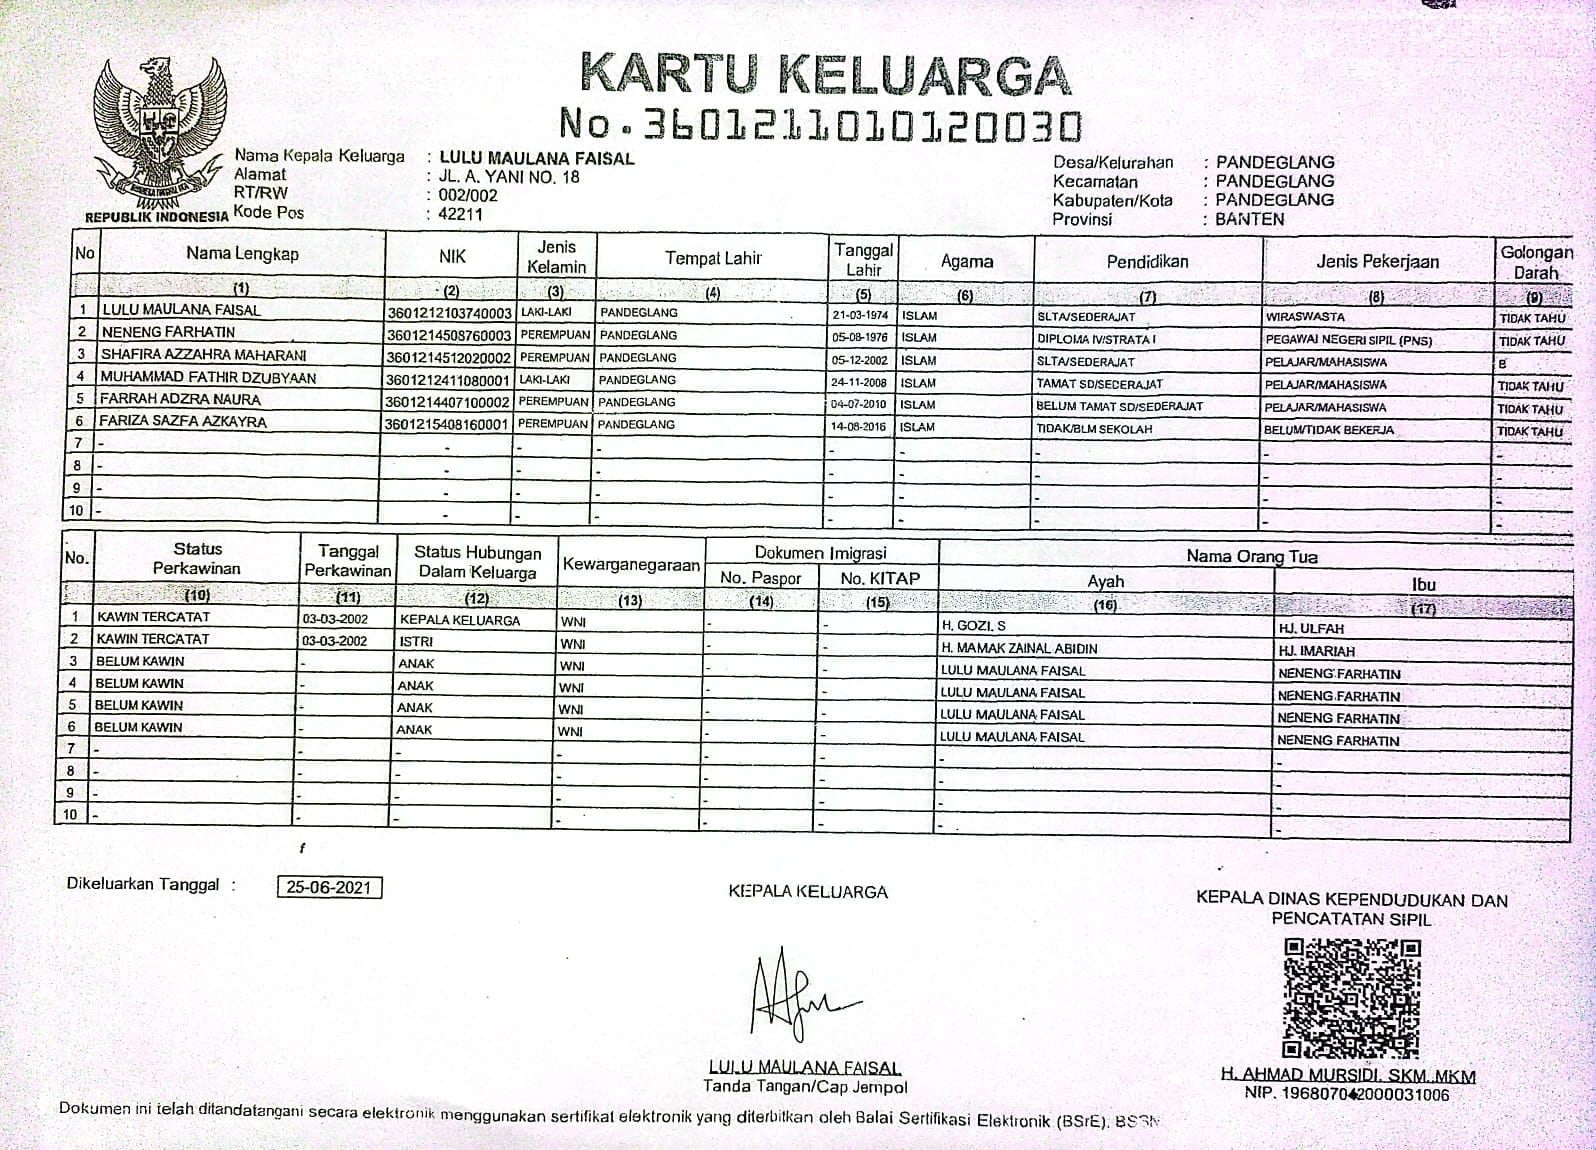 KARTU KELUARGA
No. 3601211010120030
Nama Kepala Keluarga : LULU MAULANA FAISAL
Alamat : JL. A. YANI NO. 18
RT/RW : 002/002
Kode Pos : 42211
Desa/Kelurahan : PANDEGLANG
Kecamatan : PANDEGLANG
Kabupaten/Kota : PANDEGLANG
Provinsi : BANTEN
REPUBLIK INDONESIA
No Nama Lengkap NIK Jenis Kelamin Tempat Lahir Tanggal Lahir Agama Pendidikan Jenis Pekerjaan Golongan Darah
(1) (2) (3) (4) (5) (6) (7) (8) (9)
1 LULU MAULANA FAISAL 3601212103740003 LAKI-LAKI PANDEGLANG 21-03-1974 ISLAM SLTA/SEDERAJAT WIRASWASTA TIDAK TAHU
2 NENENG FARHATIN 3601214508760003 PEREMPUAN PANDEGLANG 05-08-1976 ISLAM DIPLOMA IV/STRATA I PEGAWAI NEGERI SIPIL (PNS) TIDAK TAHU
3 SHAFIRA AZZAHRA MAHARANI 3601214512020002 PEREMPUAN PANDEGLANG 05-12-2002 ISLAM SLTA/SEDERAJAT PELAJAR/MAHASISWA B
4 MUHAMMAD FATHIR DZUBYAAN 3601212411080001 LAKI-LAKI PANDEGLANG 24-11-2008 ISLAM TAMAT SD/SEDERAJAT PELAJAR/MAHASISWA TIDAK TAHU
5 FARRAH ADZRA NAURA 3601214407100002 PEREMPUAN PANDEGLANG 04-07-2010 ISLAM BELUM TAMAT SD/SEDERAJAT PELAJAR/MAHASISWA TIDAK TAHU
6 FARIZA SAZFA AZKAYRA 3601215408160001 PEREMPUAN PANDEGLANG 14-08-2016 ISLAM TIDAK/BLM SEKOLAH BELUM/TIDAK BEKERJA TIDAK TAHU
7 - - - - - - - - -
8 - - - - - - - - -
9 - - - - - - - - -
10 - - - - - - - - -
No. Status Perkawinan Tanggal Perkawinan Status Hubungan Dalam Keluarga Kewarganegaraan Dokumen Imigrasi Nama Orang Tua
No. Paspor No. KITAP Ayah Ibu
(10) (11) (12) (13) (14) (15) (16) (17)
1 KAWIN TERCATAT 03-03-2002 KEPALA KELUARGA WNI - - H. GOZI. S HJ. ULFAH
2 KAWIN TERCATAT 03-03-2002 ISTRI WNI - - H. MAMAK ZAINAL ABIDIN HJ. IMARIAH
3 BELUM KAWIN - ANAK WNI - - LULU MAULANA FAISAL NENENG FARHATIN
4 BELUM KAWIN - ANAK WNI - - LULU MAULANA FAISAL NENENG FARHATIN
5 BELUM KAWIN - ANAK WNI - - LULU MAULANA FAISAL NENENG FARHATIN
6 BELUM KAWIN - ANAK WNI - - LULU MAULANA FAISAL NENENG FARHATIN
7 - - - - - - - -
8 - - - - - - - -
9 - - - - - - - -
10 - - - - - - - -
Dikeluarkan Tanggal : 25-06-2021
KEPALA KELUARGA
LULU MAULANA FAISAL
Tanda Tangan/Cap Jempol
KEPALA DINAS KEPENDUDUKAN DAN
PENCATATAN SIPIL
H. AHMAD MURSIDI, SKM.,MKM
NIP. 196807042000031006
Dokumen ini telah ditandatangani secara elektronik menggunakan sertifikat elektronik yang diterbitkan oleh Balai Sertifikasi Elektronik (BSrE), BSSN